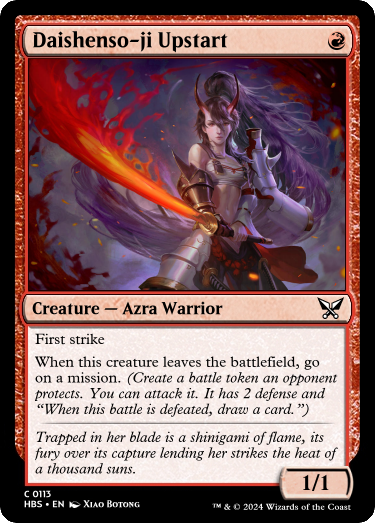 Daishenso-ji Upstart
Creature — Azra Warrior
First strike
When this creature leaves the battlefield, go
on a mission. (Create a battle token an opponent
protects. You can attack it. It has 2 defense and
“When this battle is defeated, draw a card.”)
Trapped in her blade is a shinigami of flame, its
fury over its capture lending her strikes the heat of
a thousand suns.
1/1
C 0113
HBS • EN Xiao Botong
™ & © 2024 Wizards of the Coast